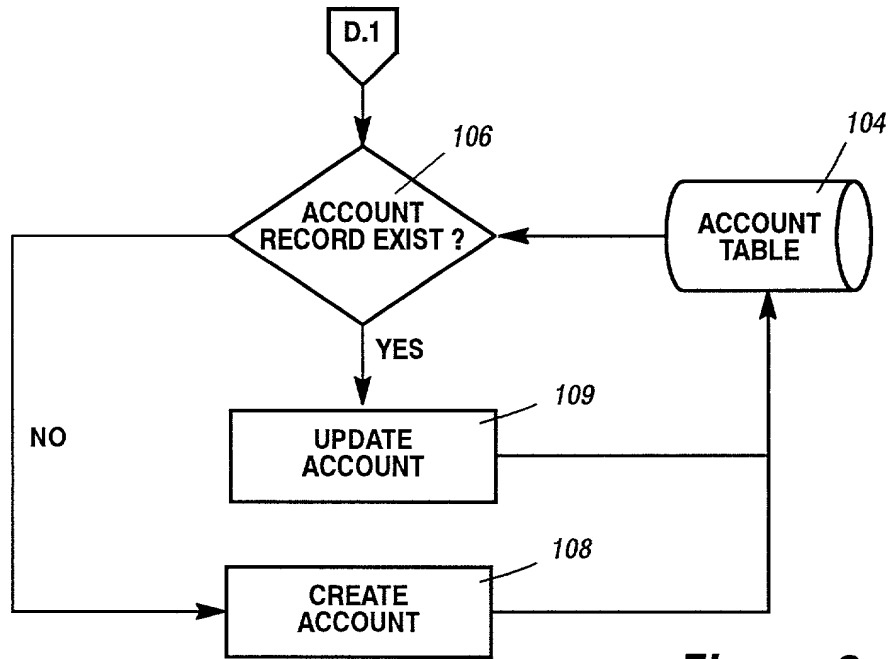 D.1
106
104
ACCOUNT
RECORD EXIST ?
ACCOUNT
TABLE
YES
109
UPDATE
ACCOUNT
NO
108
CREATE
ACCOUNT